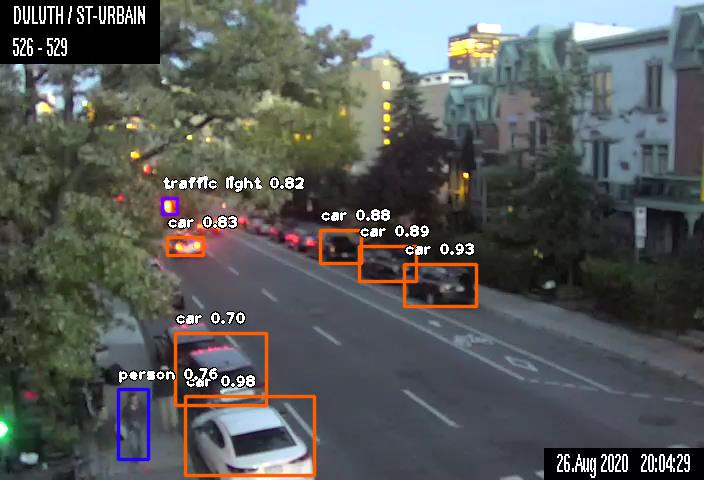 DULUTH / ST-URBAIN
526 - 529
traffic light 0.82
car 0.83
car 0.88
car 0.89
car 0.93
car 0.70
person 0.76
car 0.98
26.Aug 2020 20:04:29